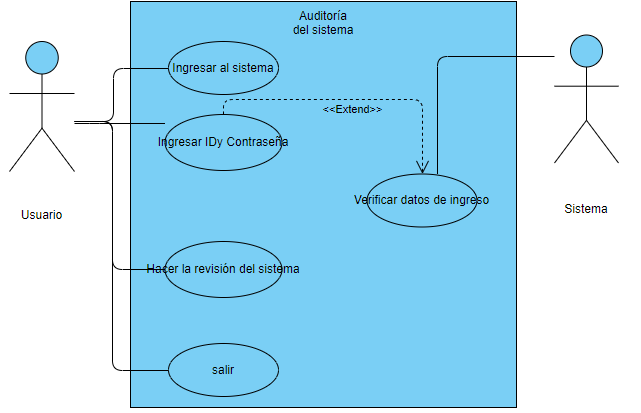 Auditoría
del sistema
Ingresar al sistema
<<Extend>>
Ingresar IDy Contraseña
Verificar datos de ingreso
Usuario
Sistema
Hacer la revisión del sistema
salir